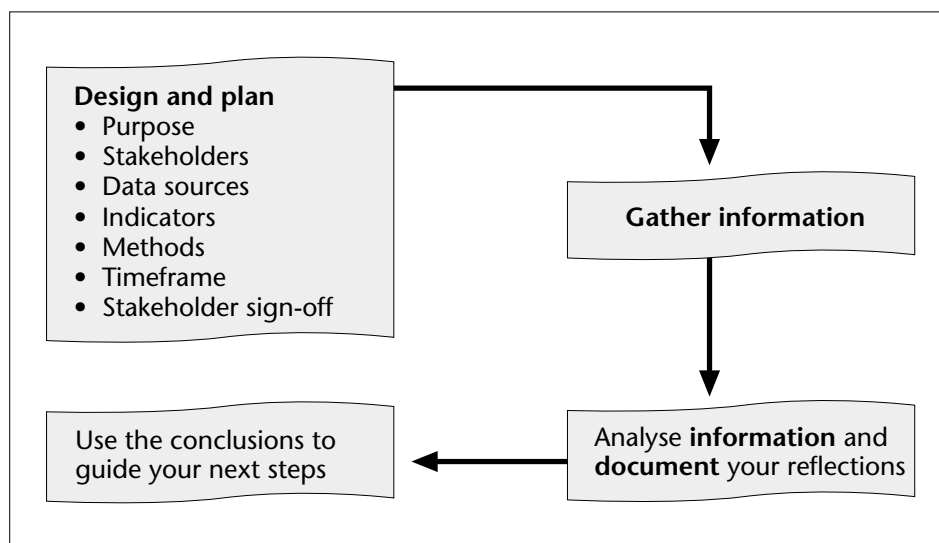 Design and plan
• Purpose
• Stakeholders
• Data sources
• Indicators
• Methods
• Timeframe
• Stakeholder sign-off
Gather information
Analyse information and
document your reflections
Use the conclusions to
guide your next steps